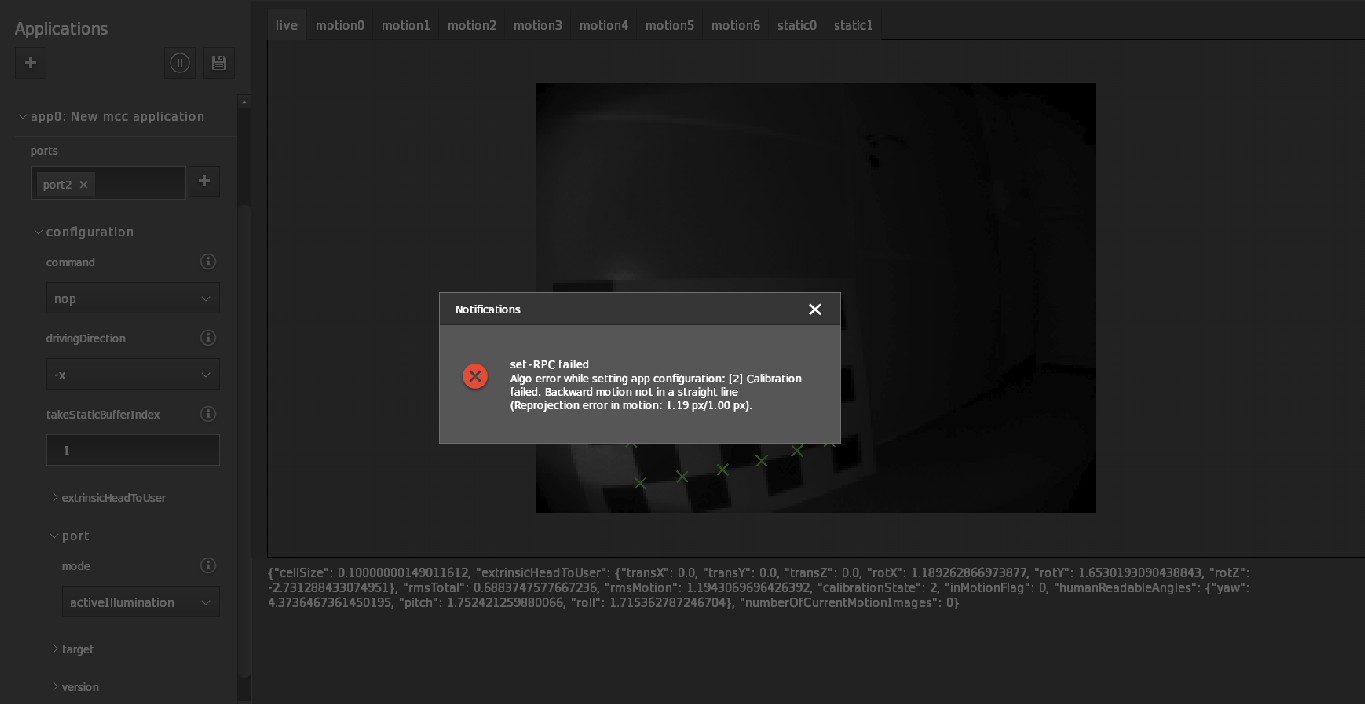 Applications
live motion0 motion1 motion2 motion3 motion4 motion5 motion6 static0 static1
app0: New mcc application
ports
port2
configuration
command
nop
drivingDirection
-x
takeStaticBufferIndex
1
extrinsicHeadToUser
port
mode
activeIllumination
target
version
Notifications
set-RPC failed
Algo error while setting app configuration: [2] Calibration
failed. Backward motion not in a straight line
(Reprojection error in motion: 1.19 px/1.00 px).
{"cellSize": 0.10000000149011612, "extrinsicHeadToUser": {"transX": 0.0, "transY": 0.0, "transZ": 0.0, "rotX": 1.189262866973877, "rotY": 1.6530193090438843, "rotZ":
-2.731288433074951}, "rmsTotal": 0.6883747577667236, "rmsMotion": 1.1943069696426392, "calibrationState": 2, "inMotionFlag": 0, "humanReadableAngles": {"yaw":
4.3736467361450195, "pitch": 1.752421259880066, "roll": 1.715362787246704}, "numberOfCurrentMotionImages": 0}